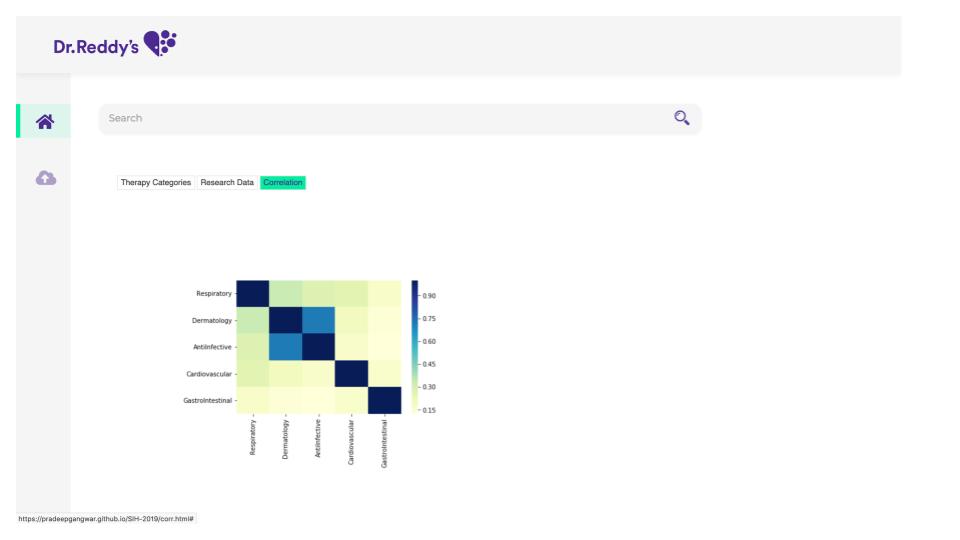 Dr.Reddy's
Search
Therapy Categories Research Data Correlation
Respiratory
Dermatology
AntiInfective
Cardiovascular
GastroIntestinal
0.90
0.75
0.60
0.45
0.30
0.15
Respiratory
Dermatology
AntiInfective
Cardiovascular
GastroIntestinal
https://pradeepgangwar.github.io/SIH-2019/corr.html#